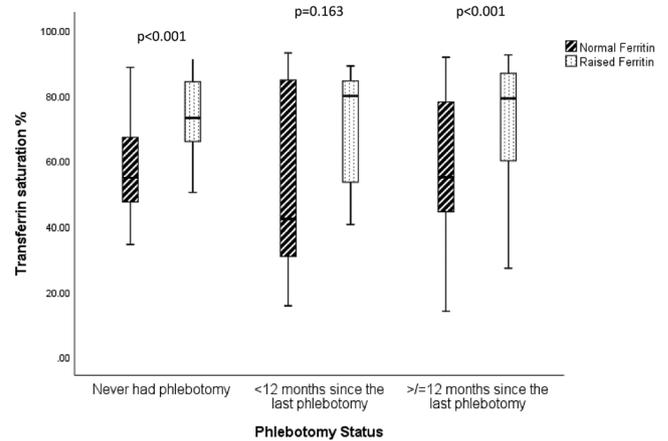 p<0.001
p=0.163
p<0.001
Normal Ferritin
Raised Ferritin
Transferrin saturation %
100.00
80.00
60.00
40.00
20.00
.00
Never had phlebotomy
<12 months since the
last phlebotomy
>/=12 months since the
last phlebotomy
Phlebotomy Status